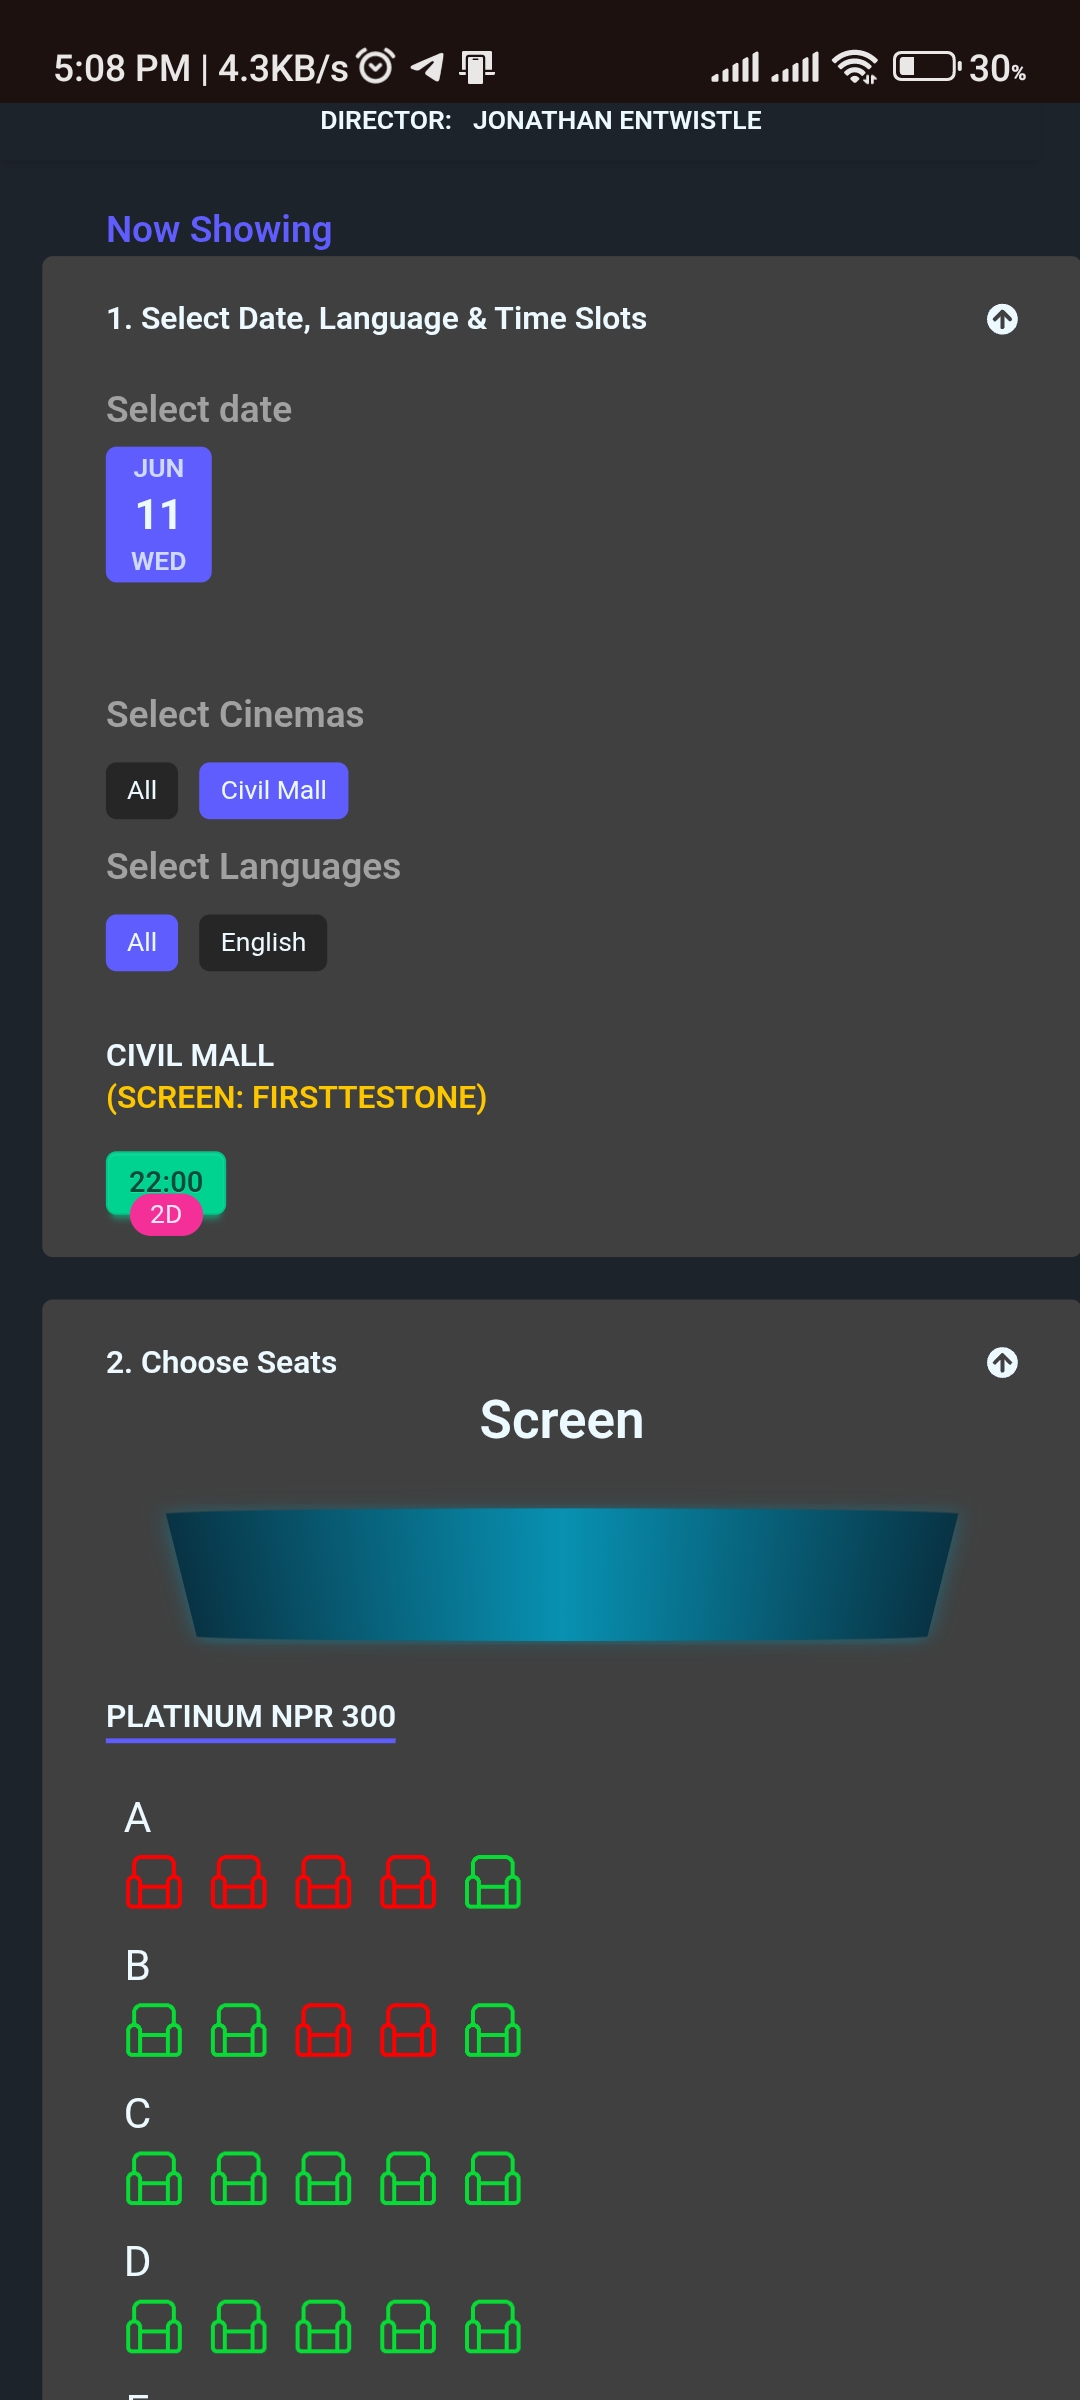 5:08 PM | 4.3KB/s 30%
DIRECTOR: JONATHAN ENTWISTLE
Now Showing
1. Select Date, Language & Time Slots
Select date
JUN
11
WED
Select Cinemas
All Civil Mall
Select Languages
All English
CIVIL MALL
(SCREEN: FIRSTTESTONE)
22:00
2D
2. Choose Seats
Screen
PLATINUM NPR 300
A
B
C
D